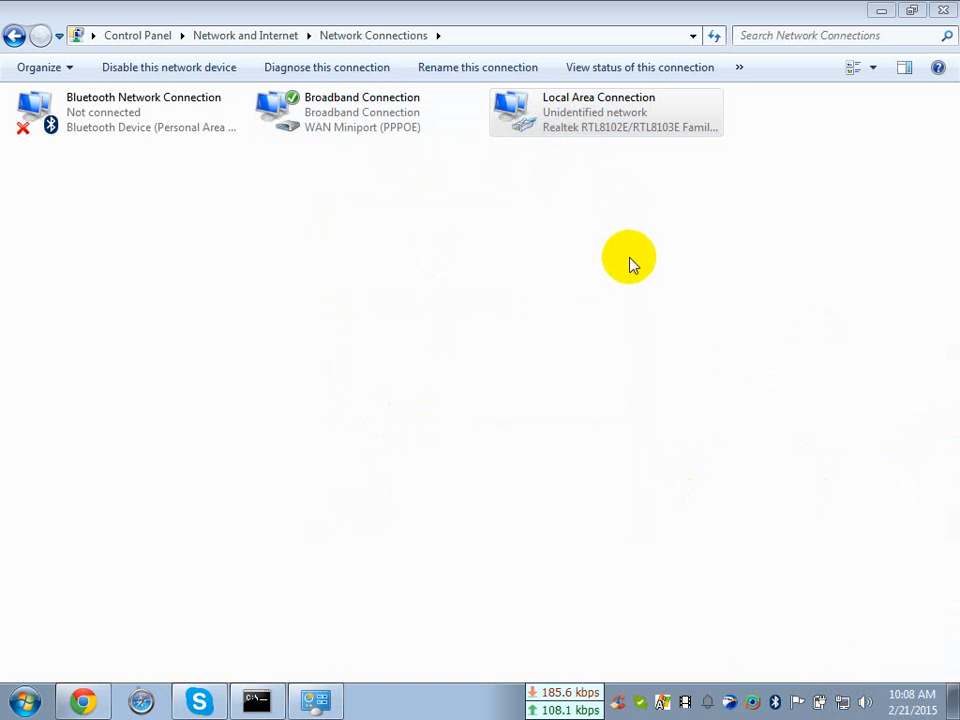 Control Panel
Network and Internet
Network Connections
Search Network Connections
Organize
Disable this network device
Diagnose this connection
Rename this connection
View status of this connection
»
Bluetooth Network Connection
Not connected
Bluetooth Device (Personal Area ...
Broadband Connection
Broadband Connection
WAN Miniport (PPPOE)
Local Area Connection
Unidentified network
Realtek RTL8102E/RTL8103E Famil...
185.6 kbps
108.1 kbps
10:08 AM
2/21/2015